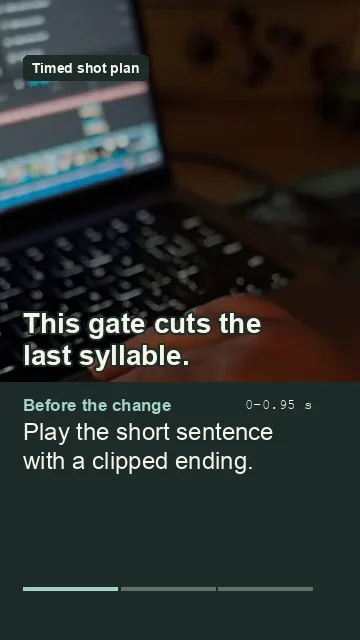 Timed shot plan
This gate cuts the
last syllable.
Before the change
0–0.95 s
Play the short sentence
with a clipped ending.